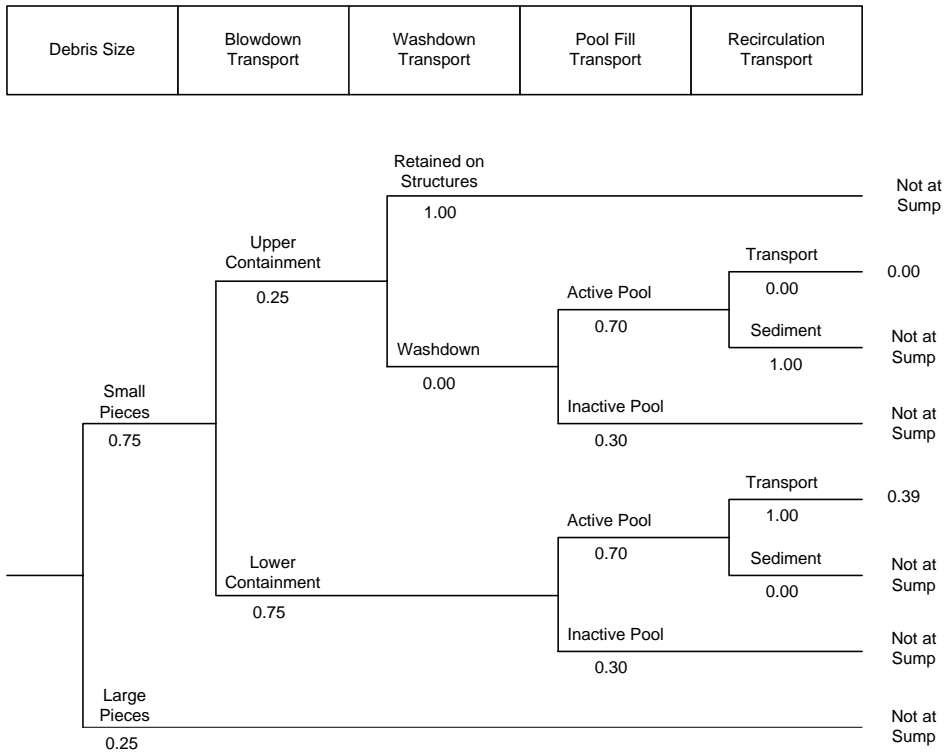 Debris Size
Blowdown
Transport
Washdown
Transport
Pool Fill
Transport
Recirculation
Transport
Retained on
Structures
1.00
Not at
Sump
Upper
Containment
0.25
Transport
0.00
0.00
Active Pool
0.70
Sediment
1.00
Not at
Sump
Washdown
0.00
Inactive Pool
0.30
Not at
Sump
Small
Pieces
0.75
Transport
1.00
0.39
Active Pool
0.70
Sediment
0.00
Not at
Sump
Lower
Containment
0.75
Inactive Pool
0.30
Not at
Sump
Large
Pieces
0.25
Not at
Sump